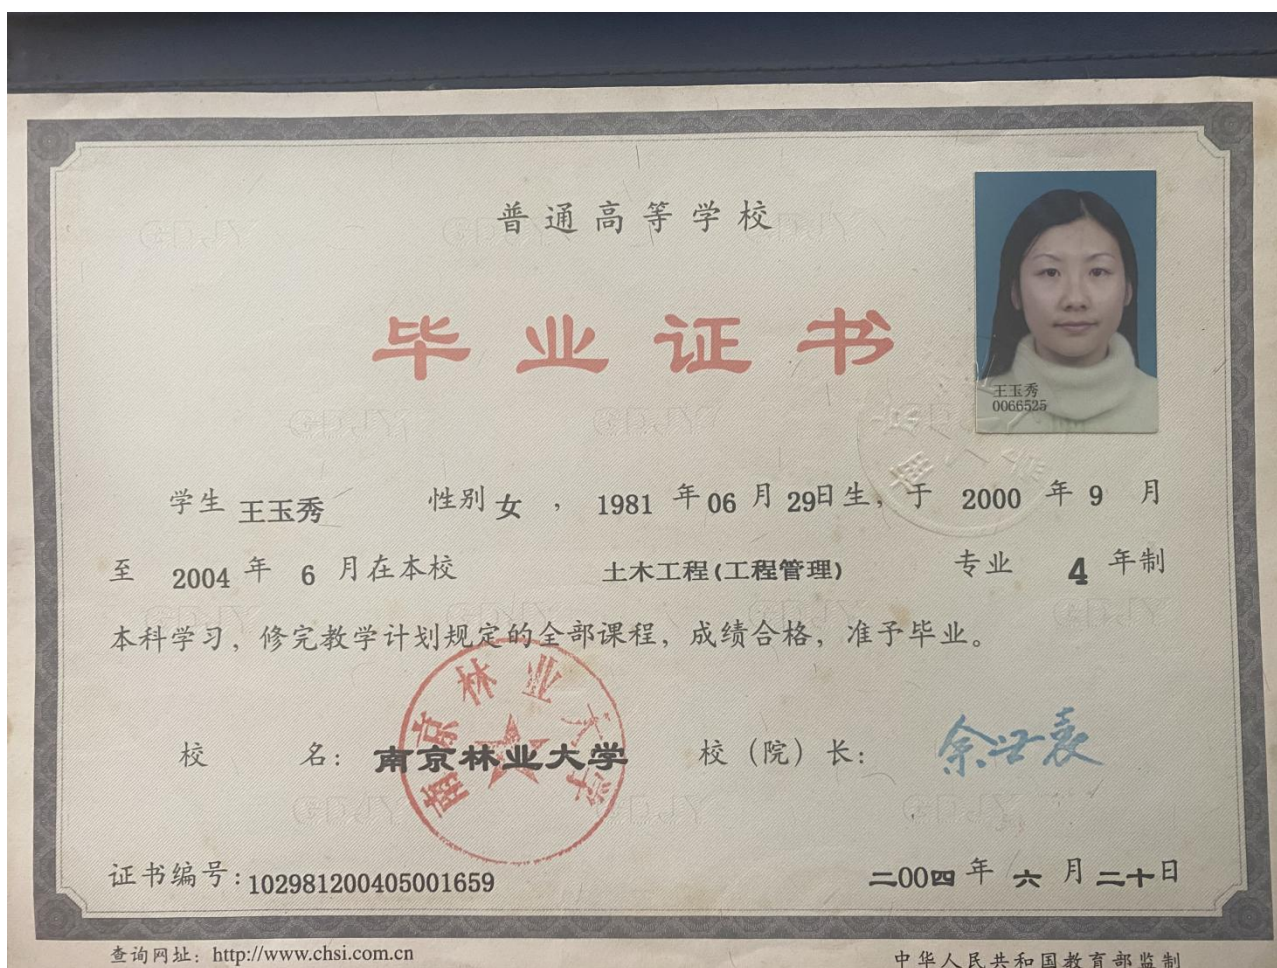 普通高等学校
毕业证书
王玉秀
0066525
学生 王玉秀 性别 女 ， 1981 年 06 月 29日生，于 2000 年 9 月
至 2004 年 6 月在本校 土木工程(工程管理) 专业 4 年制
本科学习，修完教学计划规定的全部课程，成绩合格，准予毕业。
南京林业大学
校 名： 南京林业大学 校（院）长：
证书编号: 102981200405001659 二00四 年 六 月 二十日
查询网址：http://www.chsi.com.cn 中华人民共和国教育部监制